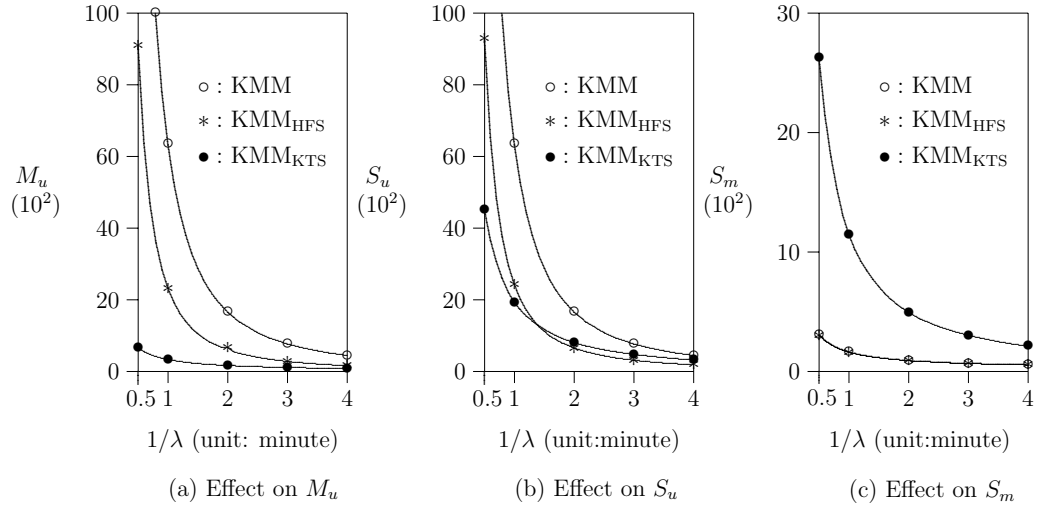 100
80
60
40
20
0
M_u
(10^2)
○ : KMM
* : KMM_HFS
● : KMM_KTS
0.5 1 2 3 4
1/λ (unit: minute)
(a) Effect on M_u
100
80
60
40
20
0
S_u
(10^2)
○ : KMM
* : KMM_HFS
● : KMM_KTS
0.5 1 2 3 4
1/λ (unit:minute)
(b) Effect on S_u
30
20
10
0
S_m
(10^2)
○ : KMM
* : KMM_HFS
● : KMM_KTS
0.5 1 2 3 4
1/λ (unit:minute)
(c) Effect on S_m